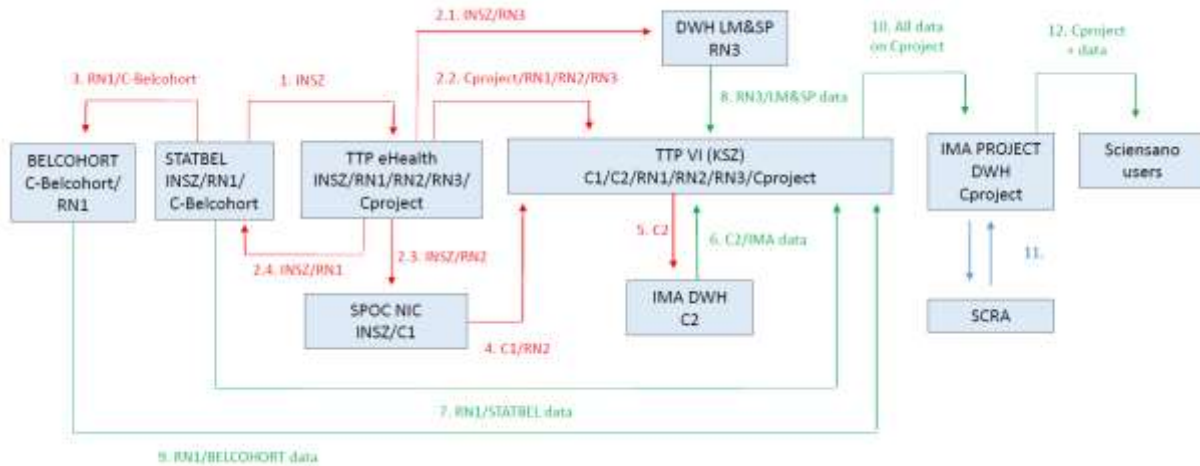 2.1. INSZ/RN3
DWH LM&SP
RN3
10. All data
on Cproject
12. Cproject
+ data
3. RN1/C-Belcohort
1. INSZ
2.2. Cproject/RN1/RN2/RN3
8. RN3/LM&SP data
BELCOHORT
C-Belcohort/
RN1
STATBEL
INSZ/RN1/
C-Belcohort
TTP eHealth
INSZ/RN1/RN2/RN3/
Cproject
TTP VI (KSZ)
C1/C2/RN1/RN2/RN3/Cproject
IMA PROJECT
DWH
Cproject
Sciensano
users
2.4. INSZ/RN1
2.3. INSZ/RN2
5. C2
6. C2/IMA data
11.
SPOC NIC
INSZ/C1
4. C1/RN2
IMA DWH
C2
SCRA
7. RN1/STATBEL data
9. RN1/BELCOHORT data